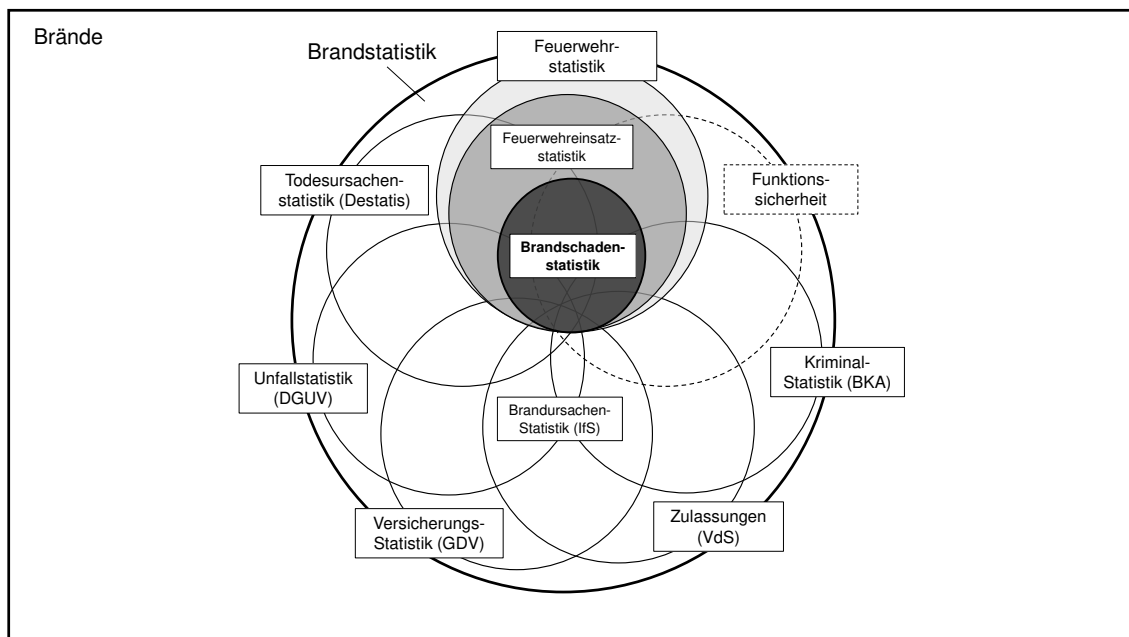 Brände
Brandstatistik
Feuerwehr-
statistik
Feuerwehreinsatz-
statistik
Todesursachen-
statistik (Destatis)
Funktions-
sicherheit
Brandschaden-
statistik
Unfallstatistik
(DGUV)
Kriminal-
Statistik (BKA)
Brandursachen-
Statistik (IfS)
Versicherungs-
Statistik (GDV)
Zulassungen
(VdS)